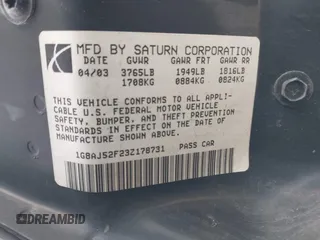 MFD BY SATURN CORPORATION
DATE GVWR GAWR FRT GAWR RR
04/03 3765LB 1949LB 1816LB
1708KG 0884KG 0824KG
THIS VEHICLE CONFORMS TO ALL APPLI-
CABLE U.S. FEDERAL MOTOR VEHICLE
SAFETY, BUMPER, AND THEFT PREVENTION
STANDARDS IN EFFECT ON THE DATE OF
MANUFACTURE SHOWN ABOVE.
1G8AJ52F23Z178731 PASS CAR
DREAMBID